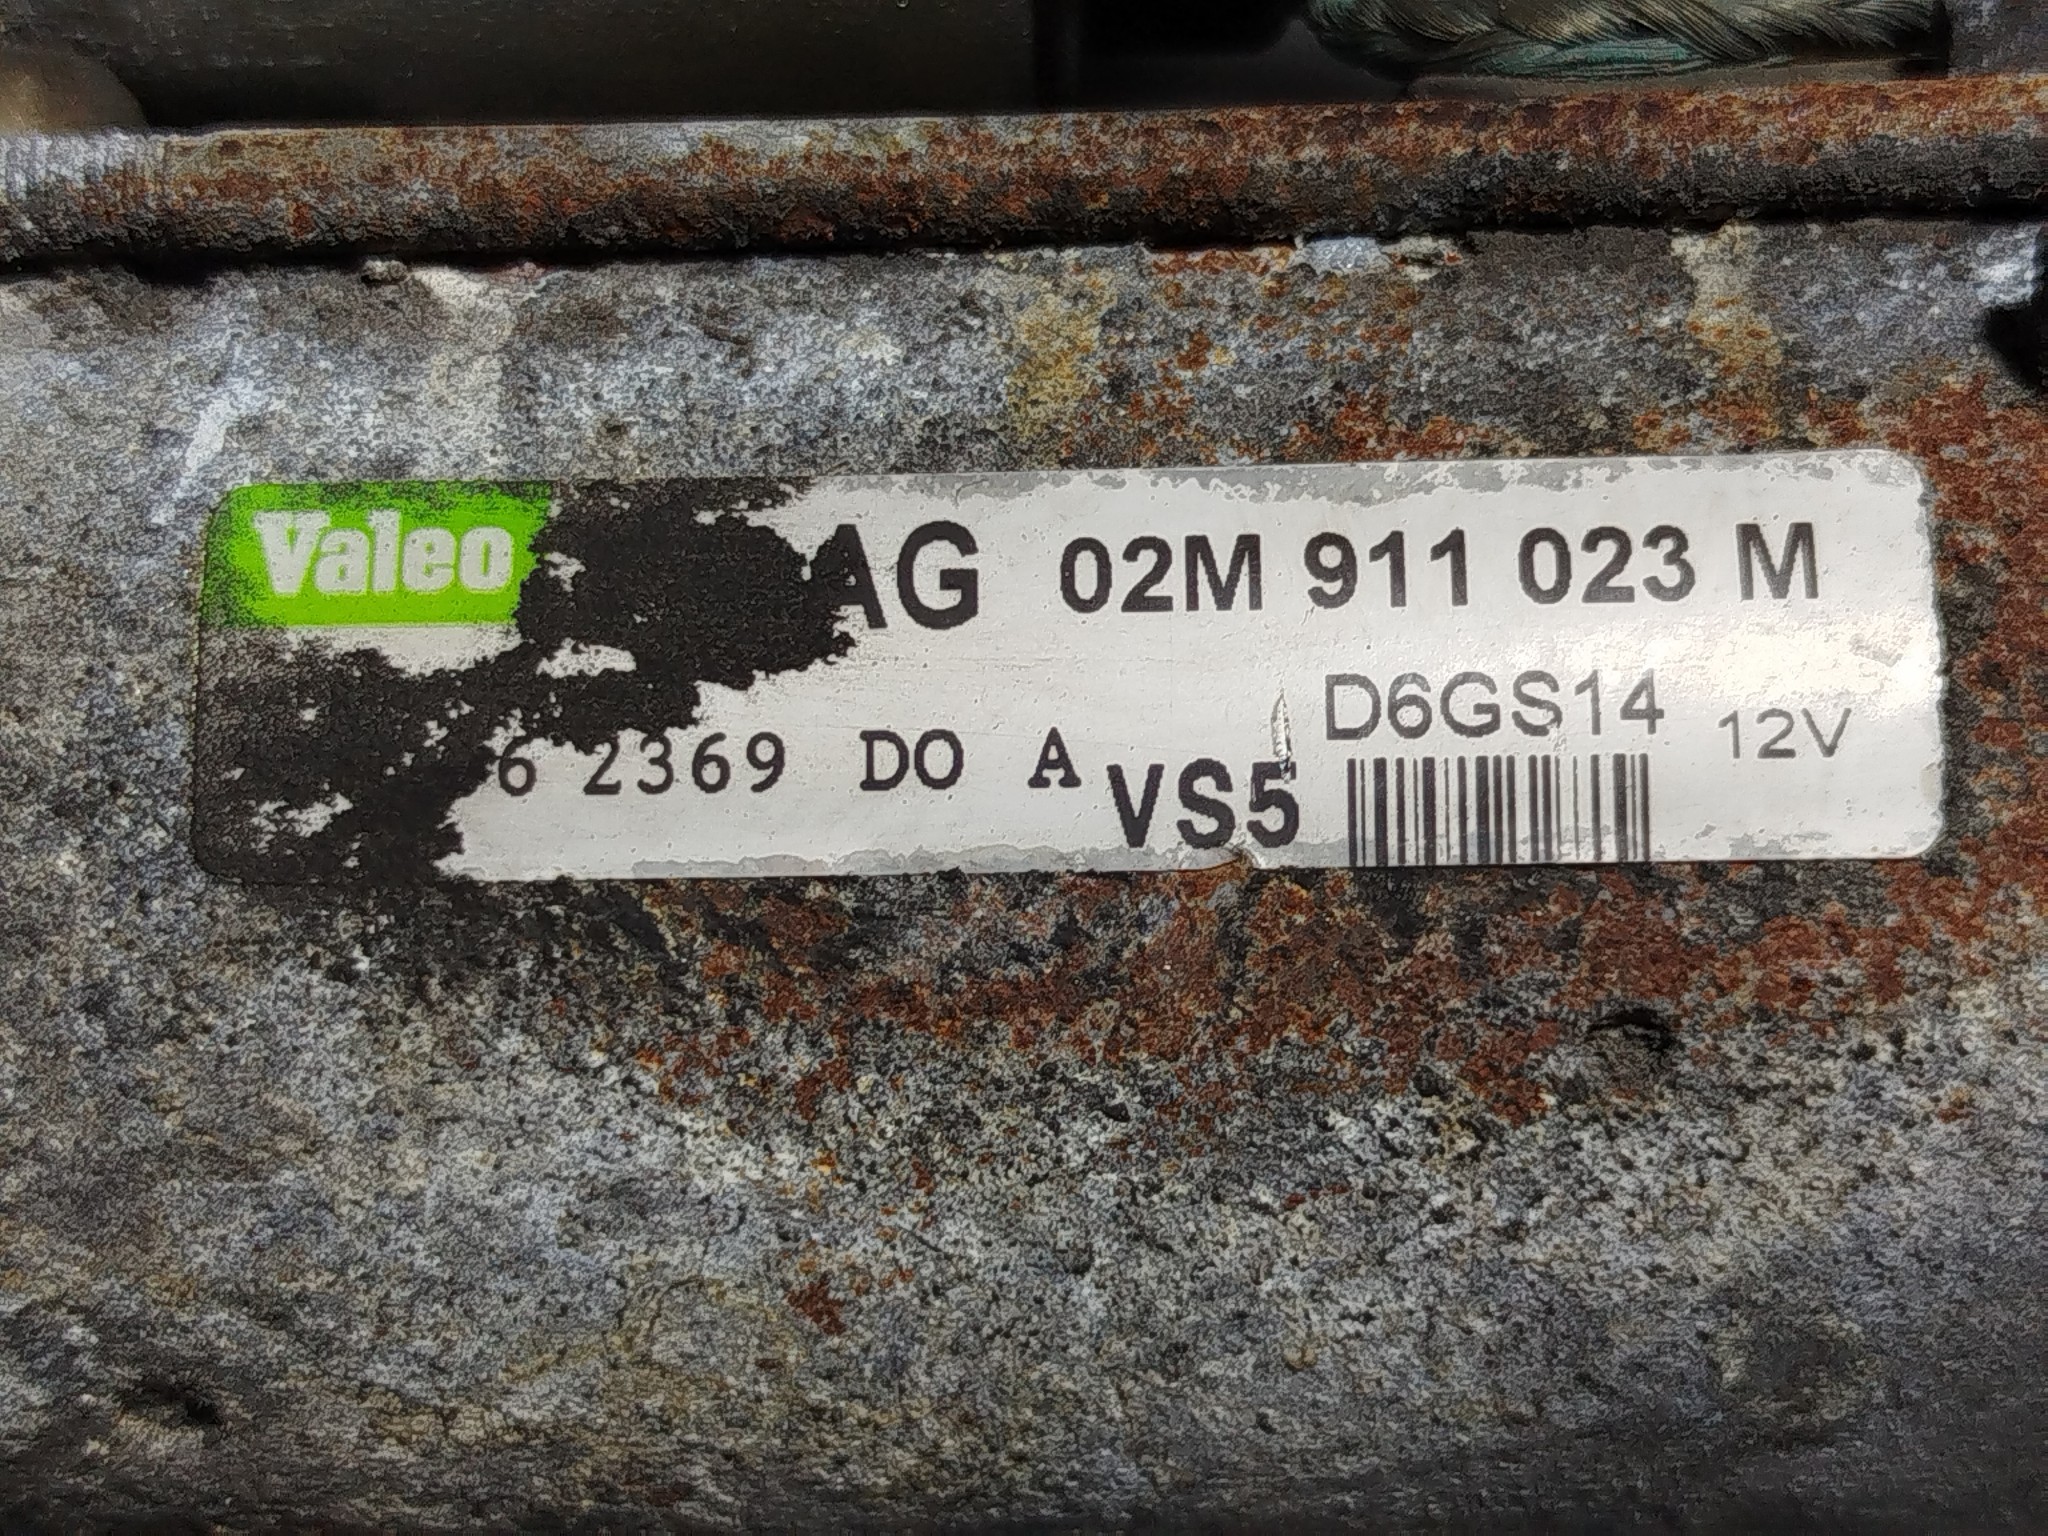 Valeo AG 02M 911 023 M
D6GS14 12V
6 2369 DO A VS5